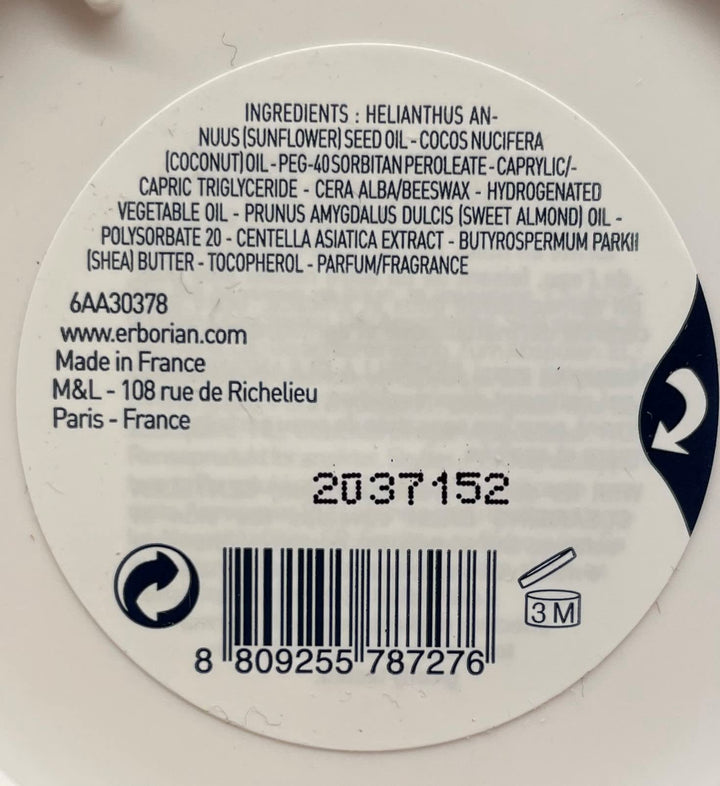 INGREDIENTS : HELIANTHUS AN-
NUUS (SUNFLOWER) SEED OIL - COCOS NUCIFERA
(COCONUT) OIL - PEG-40 SORBITAN PEROLEATE - CAPRYLIC/-
CAPRIC TRIGLYCERIDE - CERA ALBA/BEESWAX - HYDROGENATED
VEGETABLE OIL - PRUNUS AMYGDALUS DULCIS (SWEET ALMOND) OIL -
POLYSORBATE 20 - CENTELLA ASIATICA EXTRACT - BUTYROSPERMUM PARKII
(SHEA) BUTTER - TOCOPHEROL - PARFUM/FRAGRANCE
6AA30378
www.erborian.com
Made in France
M&L - 108 rue de Richelieu
Paris - France
2037152
3 M
8 809255 787276